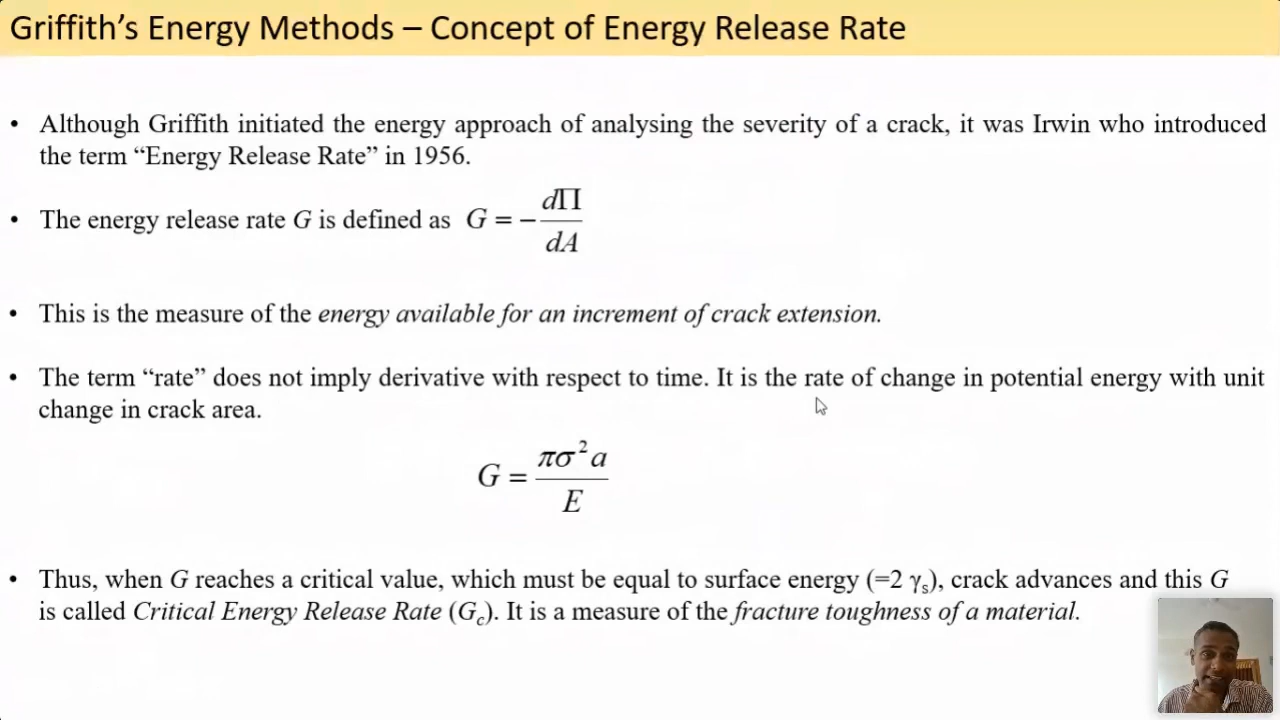 Griffith's Energy Methods – Concept of Energy Release Rate
• Although Griffith initiated the energy approach of analysing the severity of a crack, it was Irwin who introduced
the term “Energy Release Rate” in 1956.
• The energy release rate G is defined as G = − dΠ / dA
• This is the measure of the energy available for an increment of crack extension.
• The term “rate” does not imply derivative with respect to time. It is the rate of change in potential energy with unit
change in crack area.
G = πσ²a / E
• Thus, when G reaches a critical value, which must be equal to surface energy (=2 γₛ), crack advances and this G
is called Critical Energy Release Rate (G꜀). It is a measure of the fracture toughness of a material.